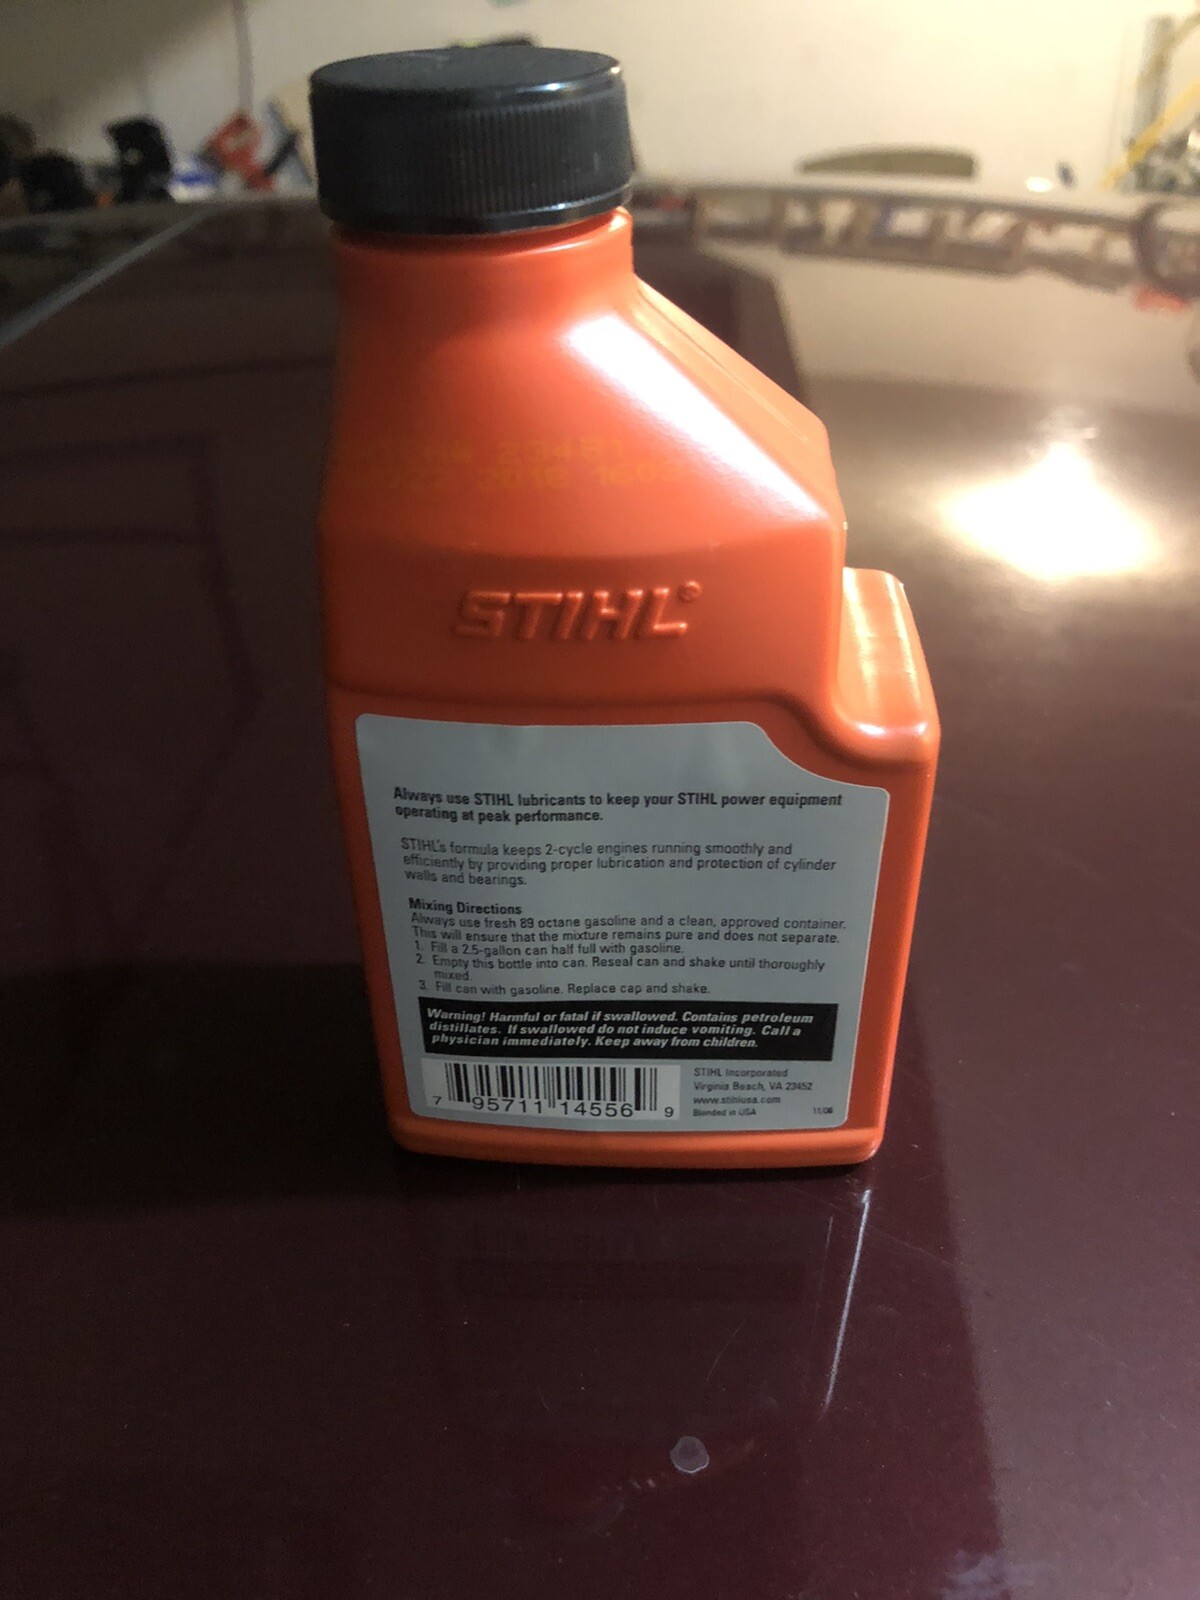 STIHL®
Always use STIHL lubricants to keep your STIHL power equipment
operating at peak performance.
STIHL's formula keeps 2-cycle engines running smoothly and
efficiently by providing proper lubrication and protection of cylinder
walls and bearings.
Mixing Directions
Always use fresh 89 octane gasoline and a clean, approved container.
This will ensure that the mixture remains pure and does not separate.
1. Fill a 2.5-gallon can half full with gasoline.
2. Empty this bottle into can. Reseal can and shake until thoroughly
mixed.
3. Fill can with gasoline. Replace cap and shake.
Warning! Harmful or fatal if swallowed. Contains petroleum
distillates. If swallowed do not induce vomiting. Call a
physician immediately. Keep away from children.
7 95711 14556 9
STIHL Incorporated
Virginia Beach, VA 23452
www.stihlusa.com
Blended in USA 11/06